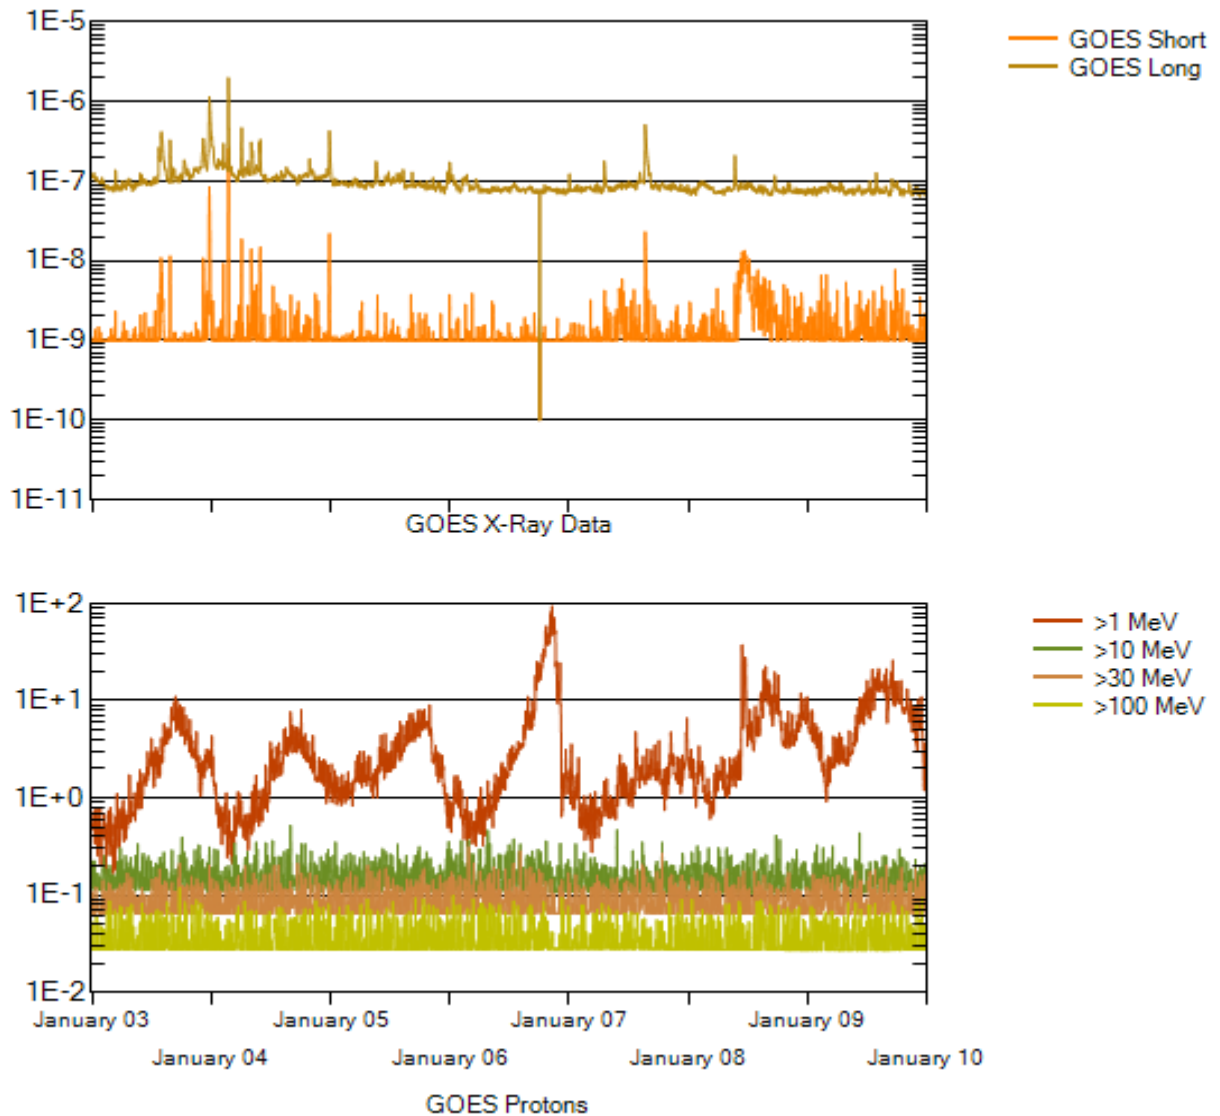 1E-5
1E-6
1E-7
1E-8
1E-9
1E-10
1E-11
GOES Short
GOES Long
GOES X-Ray Data
1E+2
1E+1
1E+0
1E-1
1E-2
>1 MeV
>10 MeV
>30 MeV
>100 MeV
January 03 January 05 January 07 January 09
January 04 January 06 January 08 January 10
GOES Protons